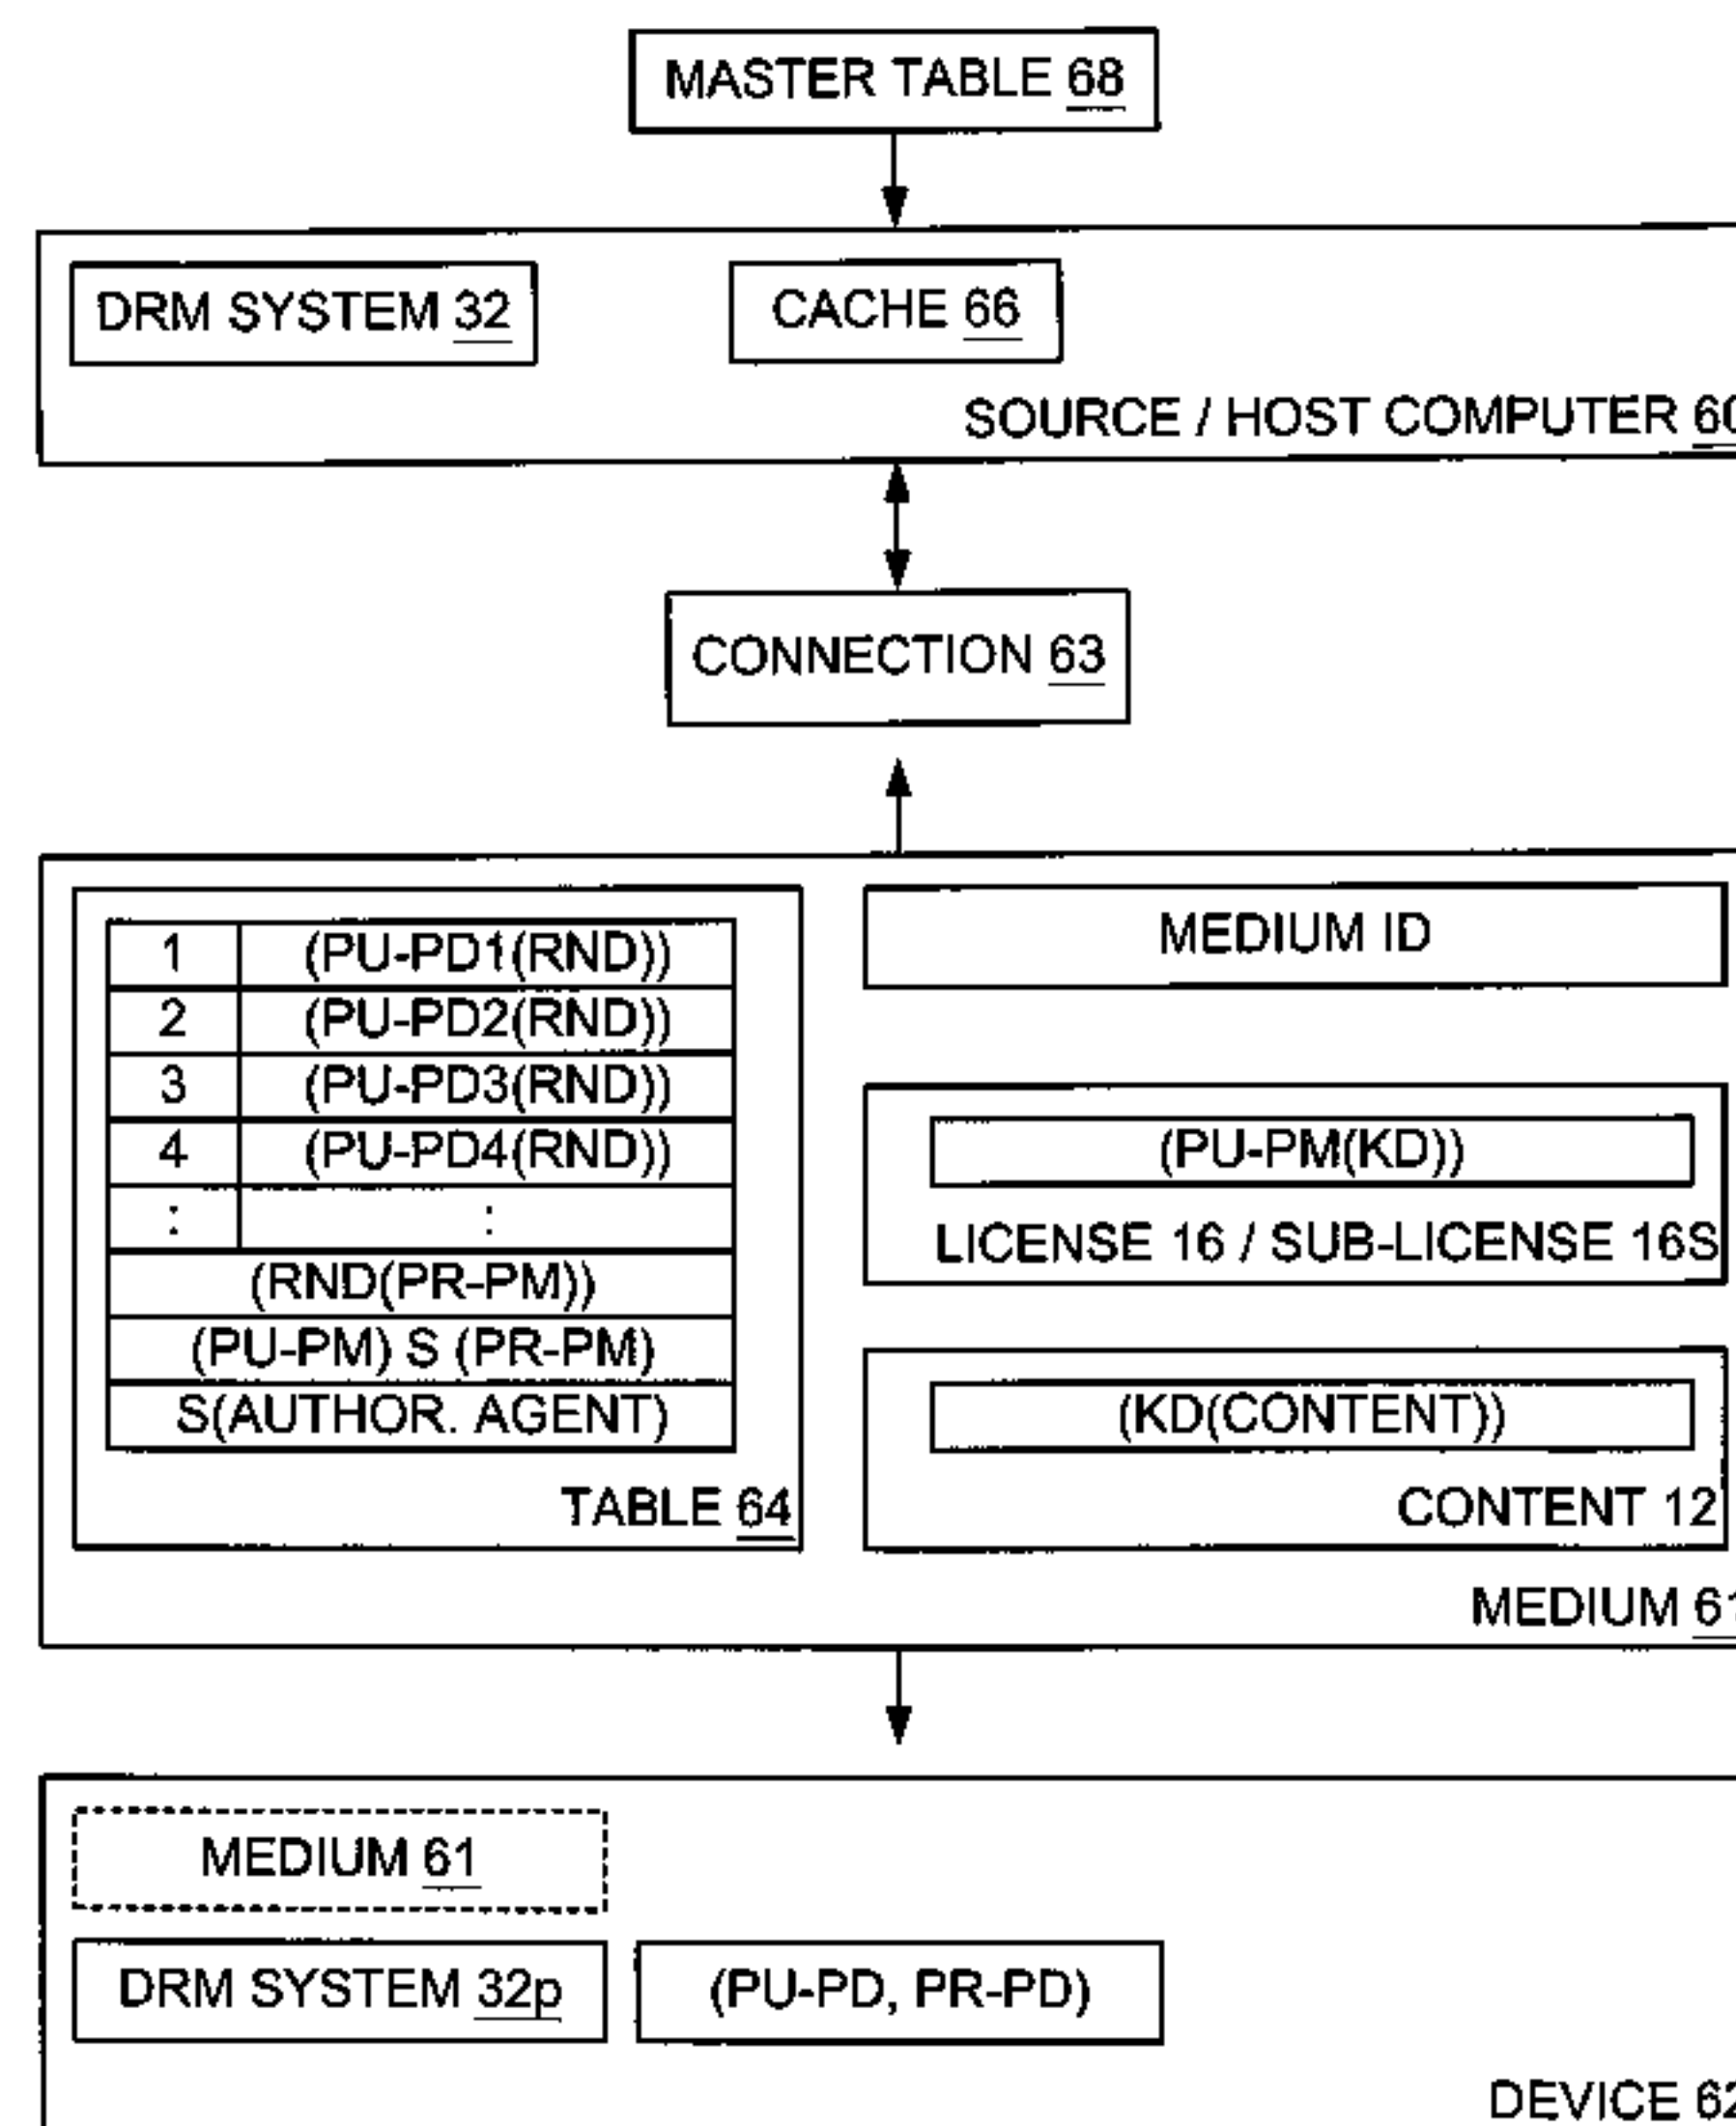 MASTER TABLE 68
DRM SYSTEM 32
CACHE 66
SOURCE / HOST COMPUTER 60
CONNECTION 63
1 (PU-PD1(RND))
2 (PU-PD2(RND))
3 (PU-PD3(RND))
4 (PU-PD4(RND))
: :
(RND(PR-PM))
(PU-PM) S (PR-PM)
S(AUTHOR. AGENT)
TABLE 64
MEDIUM ID
(PU-PM(KD))
LICENSE 16 / SUB-LICENSE 16S
(KD(CONTENT))
CONTENT 12
MEDIUM 61
MEDIUM 61
DRM SYSTEM 32p
(PU-PD, PR-PD)
DEVICE 62